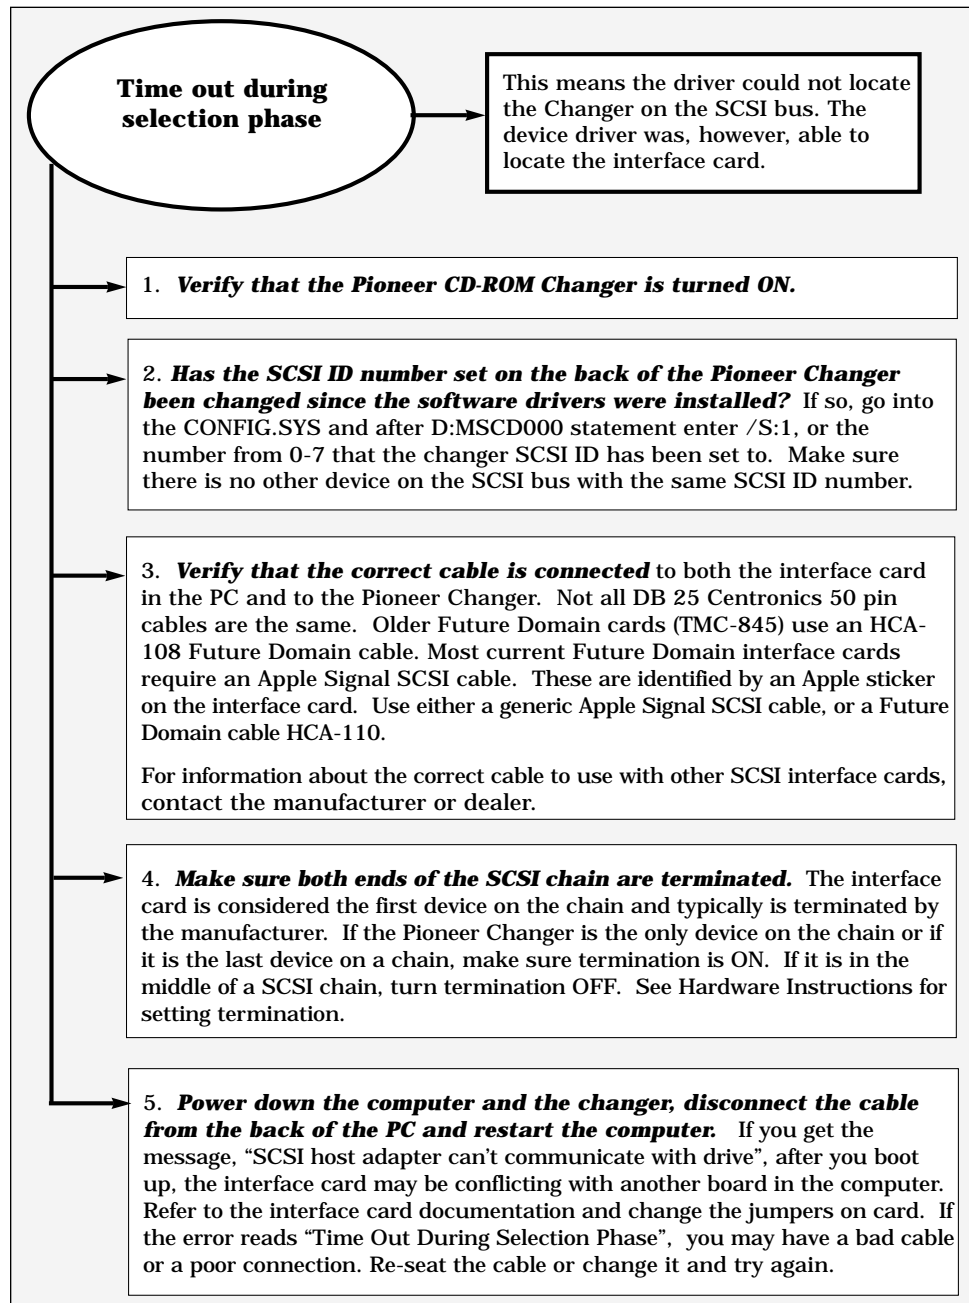 Time out during
selection phase
This means the driver could not locate
the Changer on the SCSI bus. The
device driver was, however, able to
locate the interface card.
1. Verify that the Pioneer CD-ROM Changer is turned ON.
2. Has the SCSI ID number set on the back of the Pioneer Changer
been changed since the software drivers were installed? If so, go into
the CONFIG.SYS and after D:MSCD000 statement enter /S:1, or the
number from 0-7 that the changer SCSI ID has been set to. Make sure
there is no other device on the SCSI bus with the same SCSI ID number.
3. Verify that the correct cable is connected to both the interface card
in the PC and to the Pioneer Changer. Not all DB 25 Centronics 50 pin
cables are the same. Older Future Domain cards (TMC-845) use an HCA-
108 Future Domain cable. Most current Future Domain interface cards
require an Apple Signal SCSI cable. These are identified by an Apple sticker
on the interface card. Use either a generic Apple Signal SCSI cable, or a Future
Domain cable HCA-110.
For information about the correct cable to use with other SCSI interface cards,
contact the manufacturer or dealer.
4. Make sure both ends of the SCSI chain are terminated. The interface
card is considered the first device on the chain and typically is terminated by
the manufacturer. If the Pioneer Changer is the only device on the chain or if
it is the last device on a chain, make sure termination is ON. If it is in the
middle of a SCSI chain, turn termination OFF. See Hardware Instructions for
setting termination.
5. Power down the computer and the changer, disconnect the cable
from the back of the PC and restart the computer. If you get the
message, “SCSI host adapter can't communicate with drive”, after you boot
up, the interface card may be conflicting with another board in the computer.
Refer to the interface card documentation and change the jumpers on card. If
the error reads “Time Out During Selection Phase”, you may have a bad cable
or a poor connection. Re-seat the cable or change it and try again.